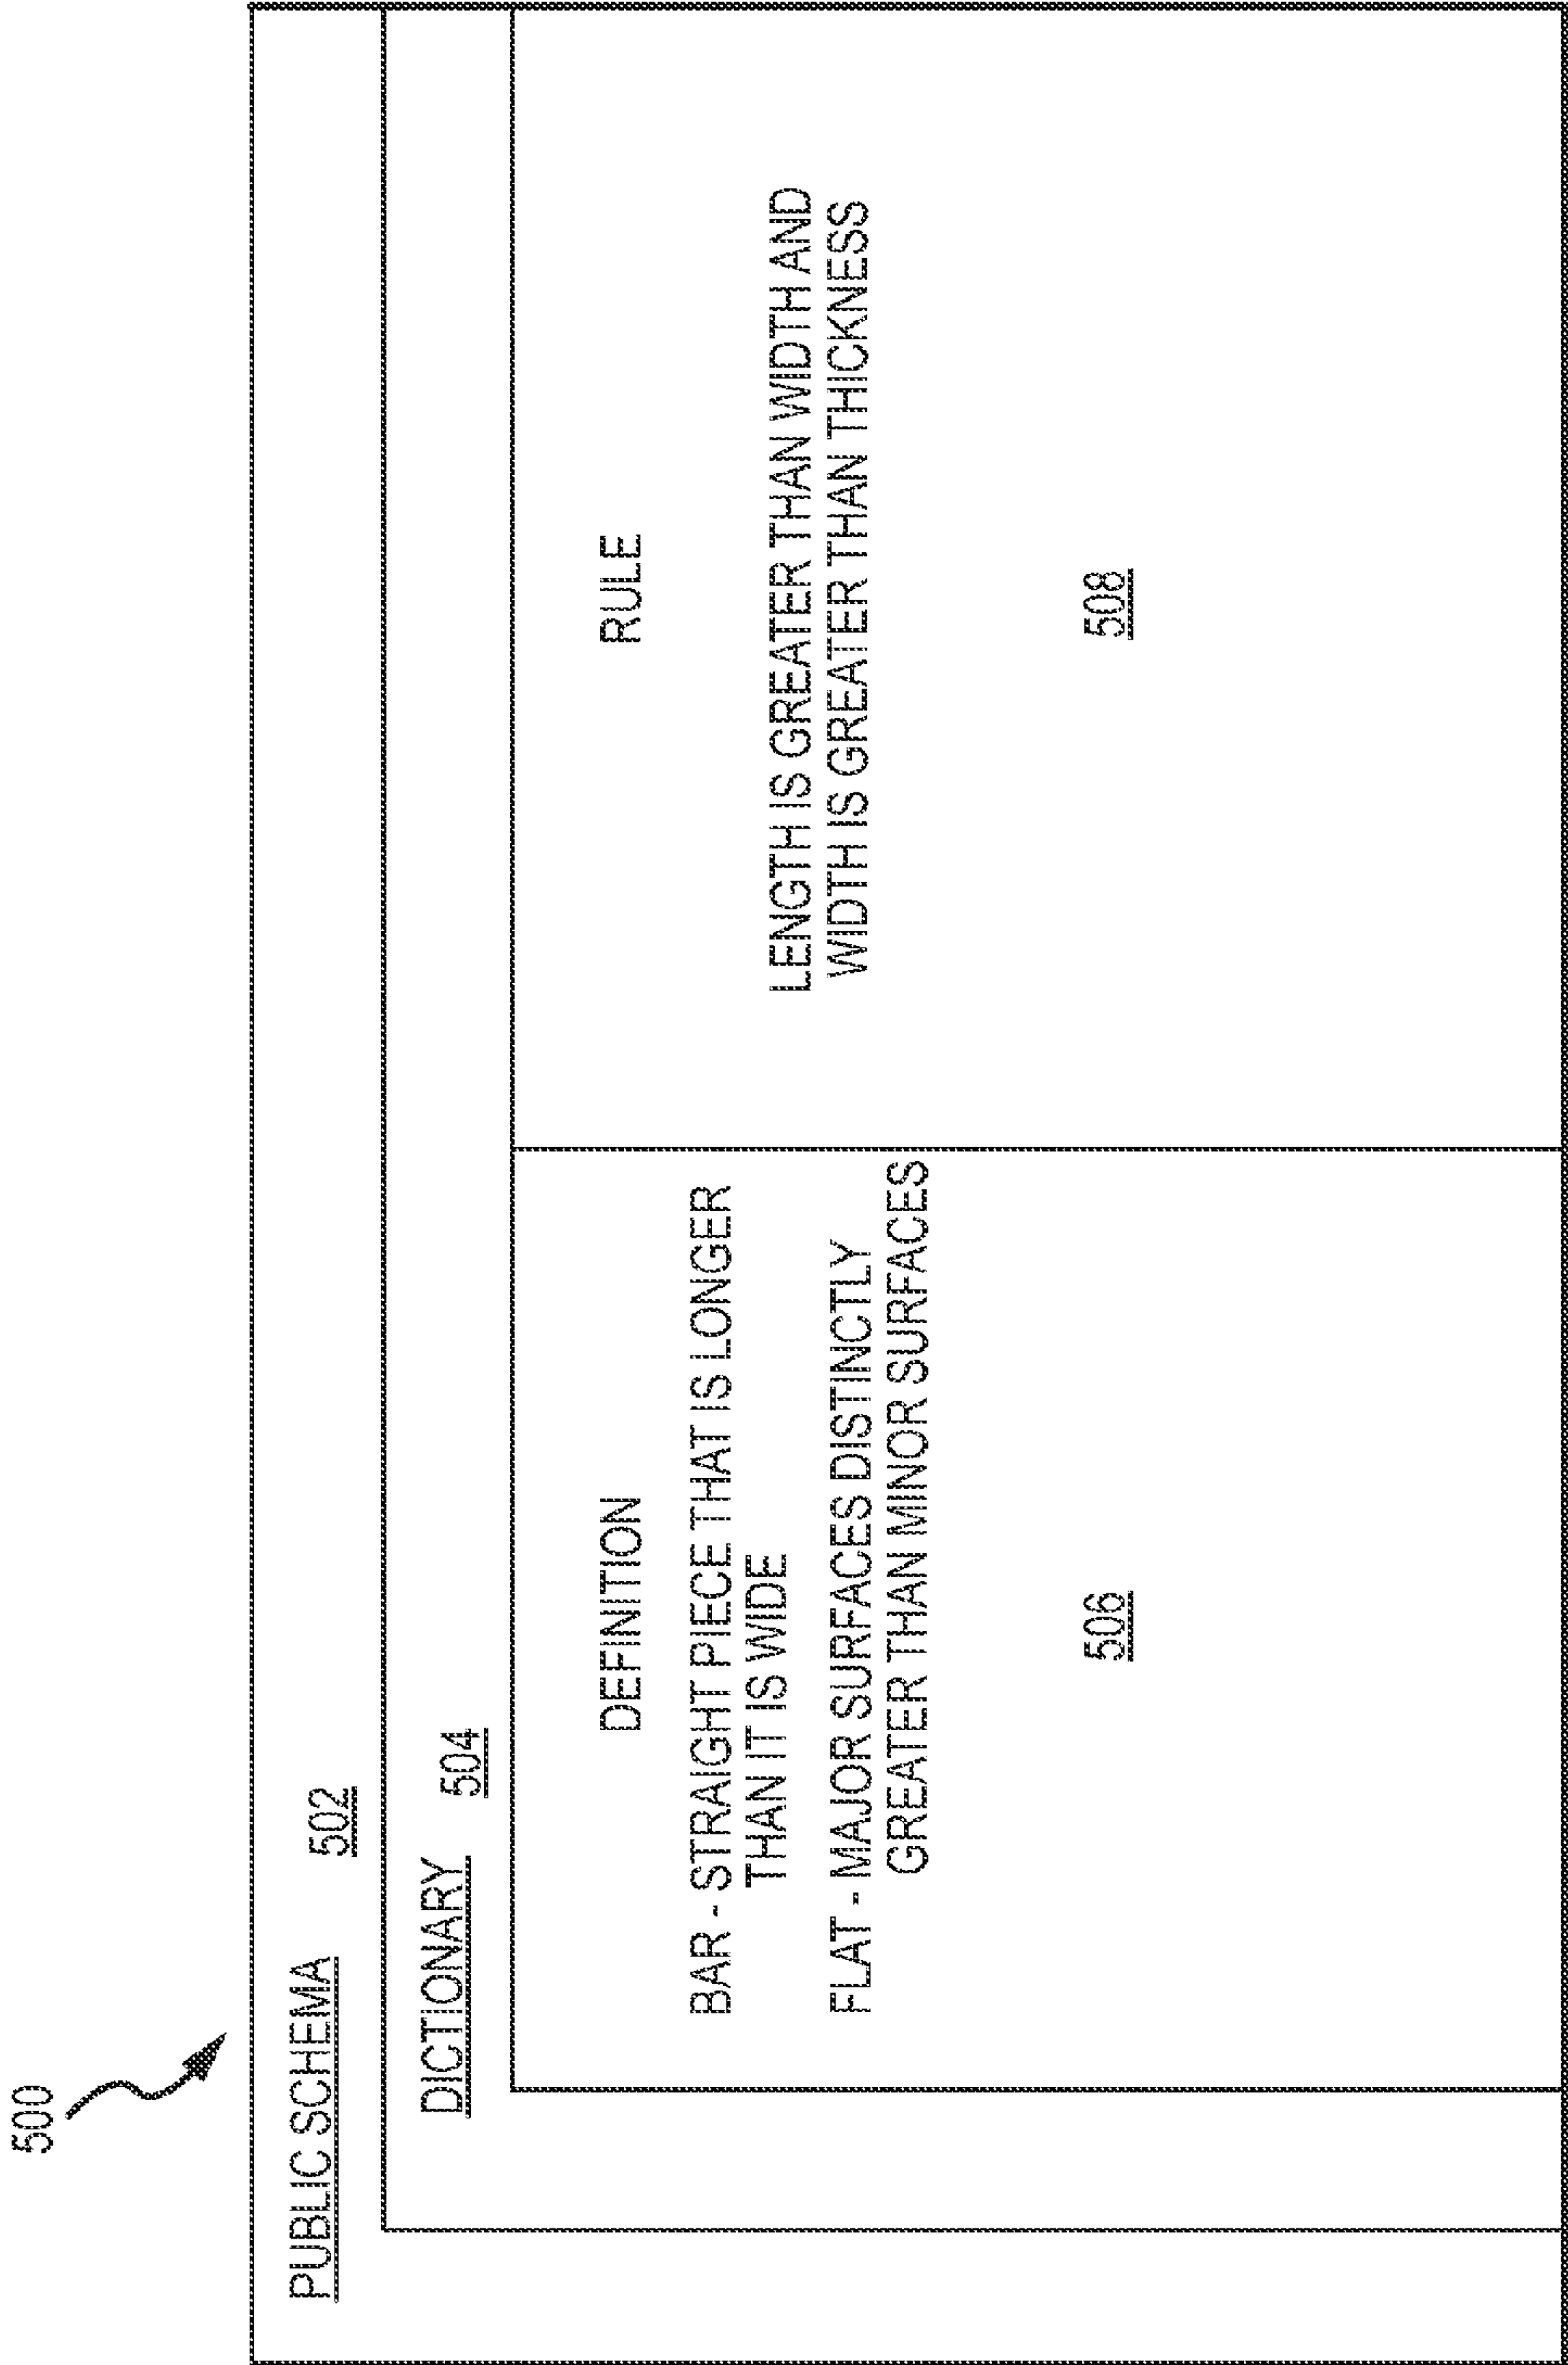 500
PUBLIC SCHEMA
502
DICTIONARY
504
DEFINITION
BAR - STRAIGHT PIECE THAT IS LONGER
THAN IT IS WIDE
FLAT - MAJOR SURFACES DISTINCTLY
GREATER THAN MINOR SURFACES
506
RULE
LENGTH IS GREATER THAN WIDTH AND
WIDTH IS GREATER THAN THICKNESS
508